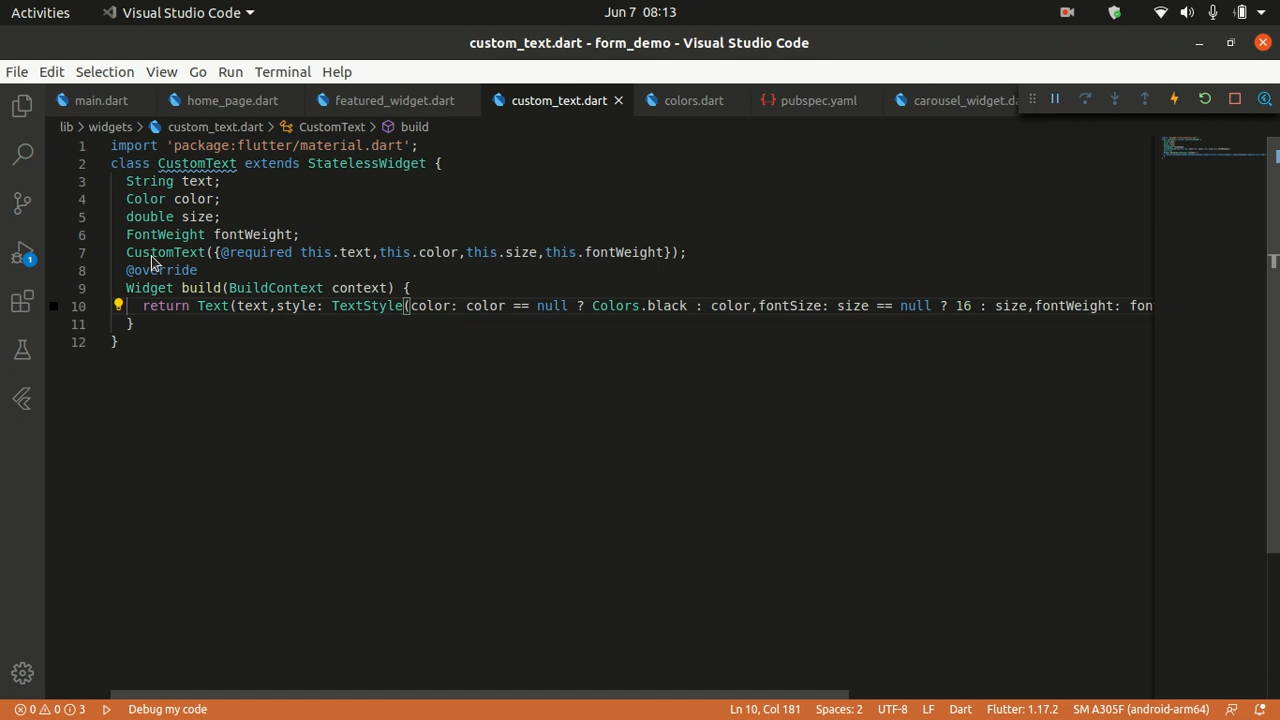 Activities Visual Studio Code Jun 7 08:13
custom_text.dart - form_demo - Visual Studio Code
File Edit Selection View Go Run Terminal Help
main.dart home_page.dart featured_widget.dart custom_text.dart colors.dart pubspec.yaml carousel_widget.da
lib > widgets > custom_text.dart > CustomText > build
1 import 'package:flutter/material.dart';
2 class CustomText extends StatelessWidget {
3 String text;
4 Color color;
5 double size;
6 FontWeight fontWeight;
7 CustomText({@required this.text,this.color,this.size,this.fontWeight});
8 @override
9 Widget build(BuildContext context) {
10 return Text(text,style: TextStyle(color: color == null ? Colors.black : color,fontSize: size == null ? 16 : size,fontWeight: fon
11 }
12 }
1
0 0 3 Debug my code Ln 10, Col 181 Spaces: 2 UTF-8 LF Dart Flutter: 1.17.2 SM A305F (android-arm64)